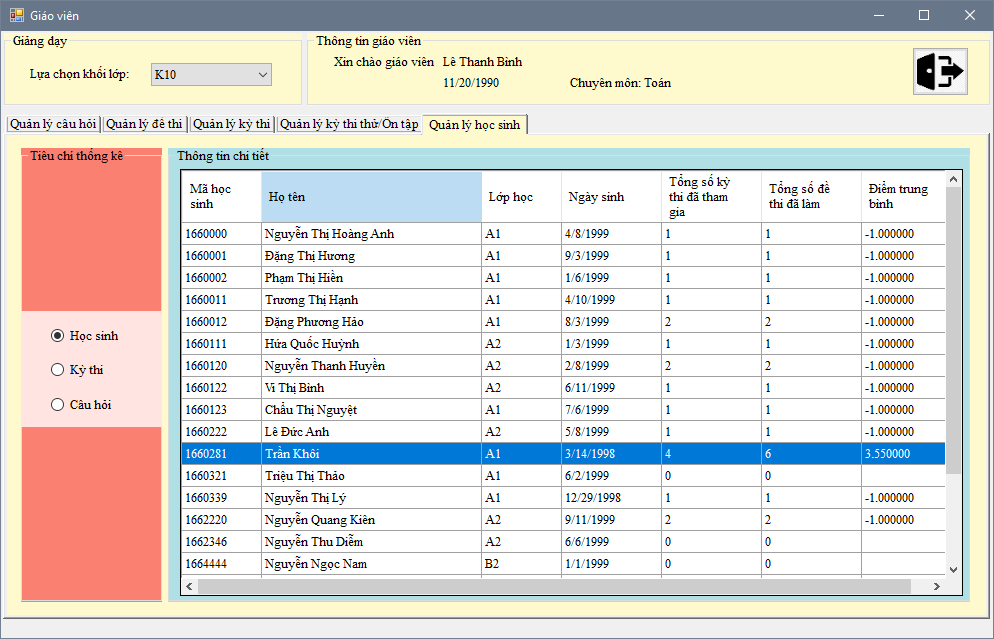 Giáo viên
Giảng dạy
Lựa chọn khối lớp: K10
Thông tin giáo viên
Xin chào giáo viên Lê Thanh Bình
11/20/1990 Chuyên môn: Toán
Quản lý câu hỏi Quản lý đề thi Quản lý kỳ thi Quản lý kỳ thi thử/Ôn tập Quản lý học sinh
Tiêu chí thống kê
Học sinh
Kỳ thi
Câu hỏi
Thông tin chi tiết
Mã học sinh Họ tên Lớp học Ngày sinh Tổng số kỳ thi đã tham gia Tổng số đề thi đã làm Điểm trung bình
1660000 Nguyễn Thị Hoàng Anh A1 4/8/1999 1 1 -1.000000
1660001 Đặng Thị Hương A1 9/3/1999 1 1 -1.000000
1660002 Phạm Thị Hiền A1 1/6/1999 1 1 -1.000000
1660011 Trương Thị Hạnh A1 4/10/1999 1 1 -1.000000
1660012 Đặng Phương Hảo A1 8/3/1999 2 2 -1.000000
1660111 Hứa Quốc Huỳnh A2 1/3/1999 1 1 -1.000000
1660120 Nguyễn Thanh Huyền A2 2/8/1999 2 2 -1.000000
1660122 Vi Thị Bình A2 6/11/1999 1 1 -1.000000
1660123 Chẩu Thị Nguyệt A1 7/6/1999 1 1 -1.000000
1660222 Lê Đức Anh A2 5/8/1999 1 1 -1.000000
1660281 Trần Khôi A1 3/14/1998 4 6 3.550000
1660321 Triệu Thị Thảo A1 6/2/1999 0 0
1660339 Nguyễn Thị Lý A1 12/29/1998 1 1 -1.000000
1662220 Nguyễn Quang Kiên A2 9/11/1999 2 2 -1.000000
1662346 Nguyễn Thu Diễm A2 6/6/1999 0 0
1664444 Nguyễn Ngọc Nam B2 1/1/1999 0 0